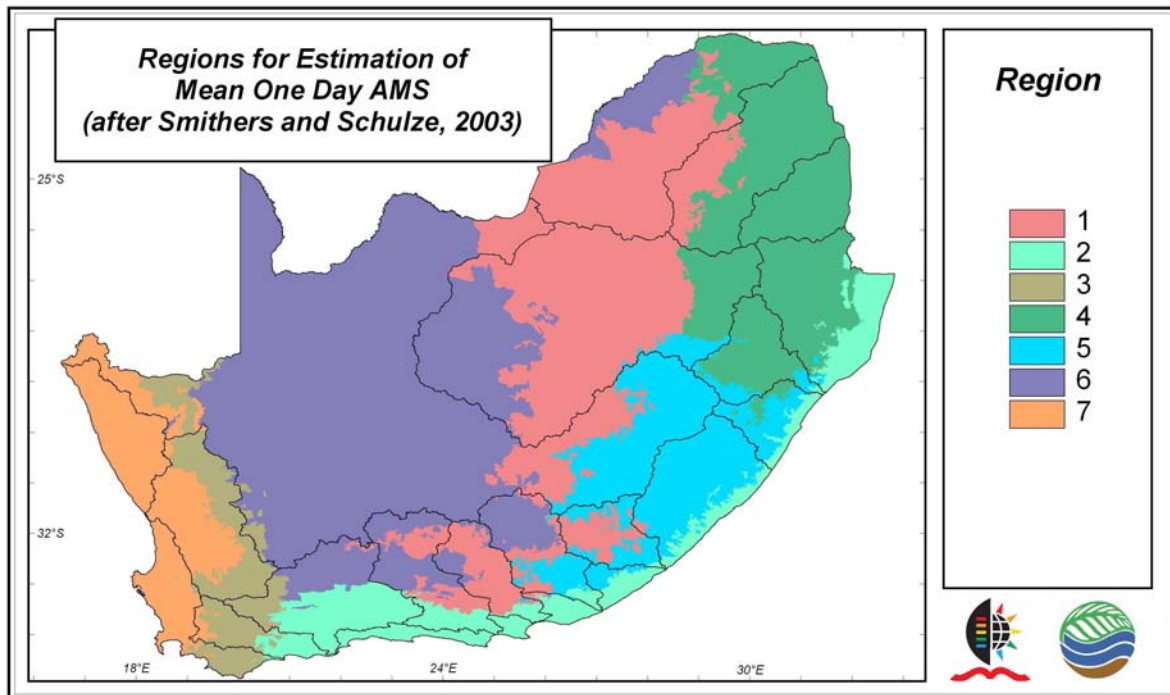 Regions for Estimation of
Mean One Day AMS
(after Smithers and Schulze, 2003)
Region
25°S
32°S
18°E
24°E
30°E
1
2
3
4
5
6
7